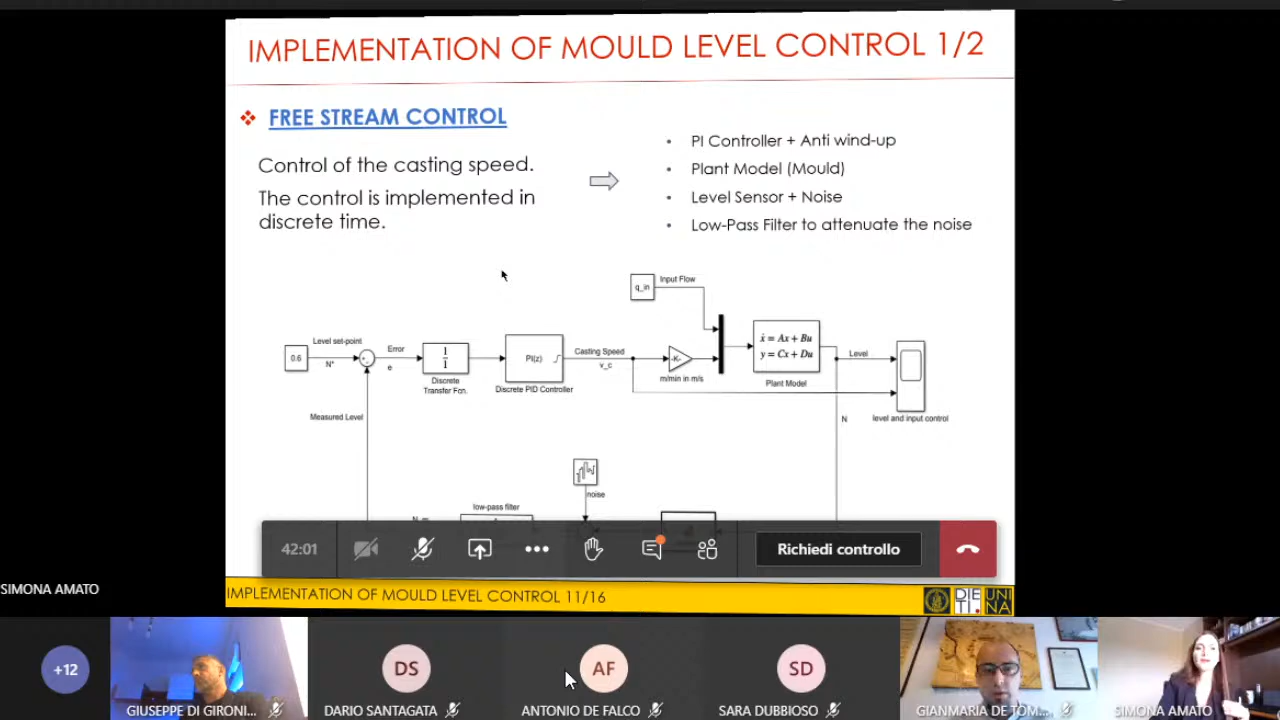 IMPLEMENTATION OF MOULD LEVEL CONTROL 1/2
FREE STREAM CONTROL
Control of the casting speed.
The control is implemented in
discrete time.
PI Controller + Anti wind-up
Plant Model (Mould)
Level Sensor + Noise
Low-Pass Filter to attenuate the noise
q_in
Input Flow
Level set-point
0.6
N*
Error
e
1
1
Discrete
Transfer Fcn.
PI(z)
Discrete PID Controller
Casting Speed
v_c
-K-
m/min in m/s
ẋ = Ax + Bu
y = Cx + Du
Plant Model
Level
level and input control
N
Measured Level
noise
low-pass filter
42:01
Richiedi controllo
IMPLEMENTATION OF MOULD LEVEL CONTROL 11/16
DIE
TI.
UNI
NA
SIMONA AMATO
+12
GIUSEPPE DI GIRONI...
DS
DARIO SANTAGATA
AF
ANTONIO DE FALCO
SD
SARA DUBBIOSO
GIANMARIA DE TOM...
SIMONA AMATO